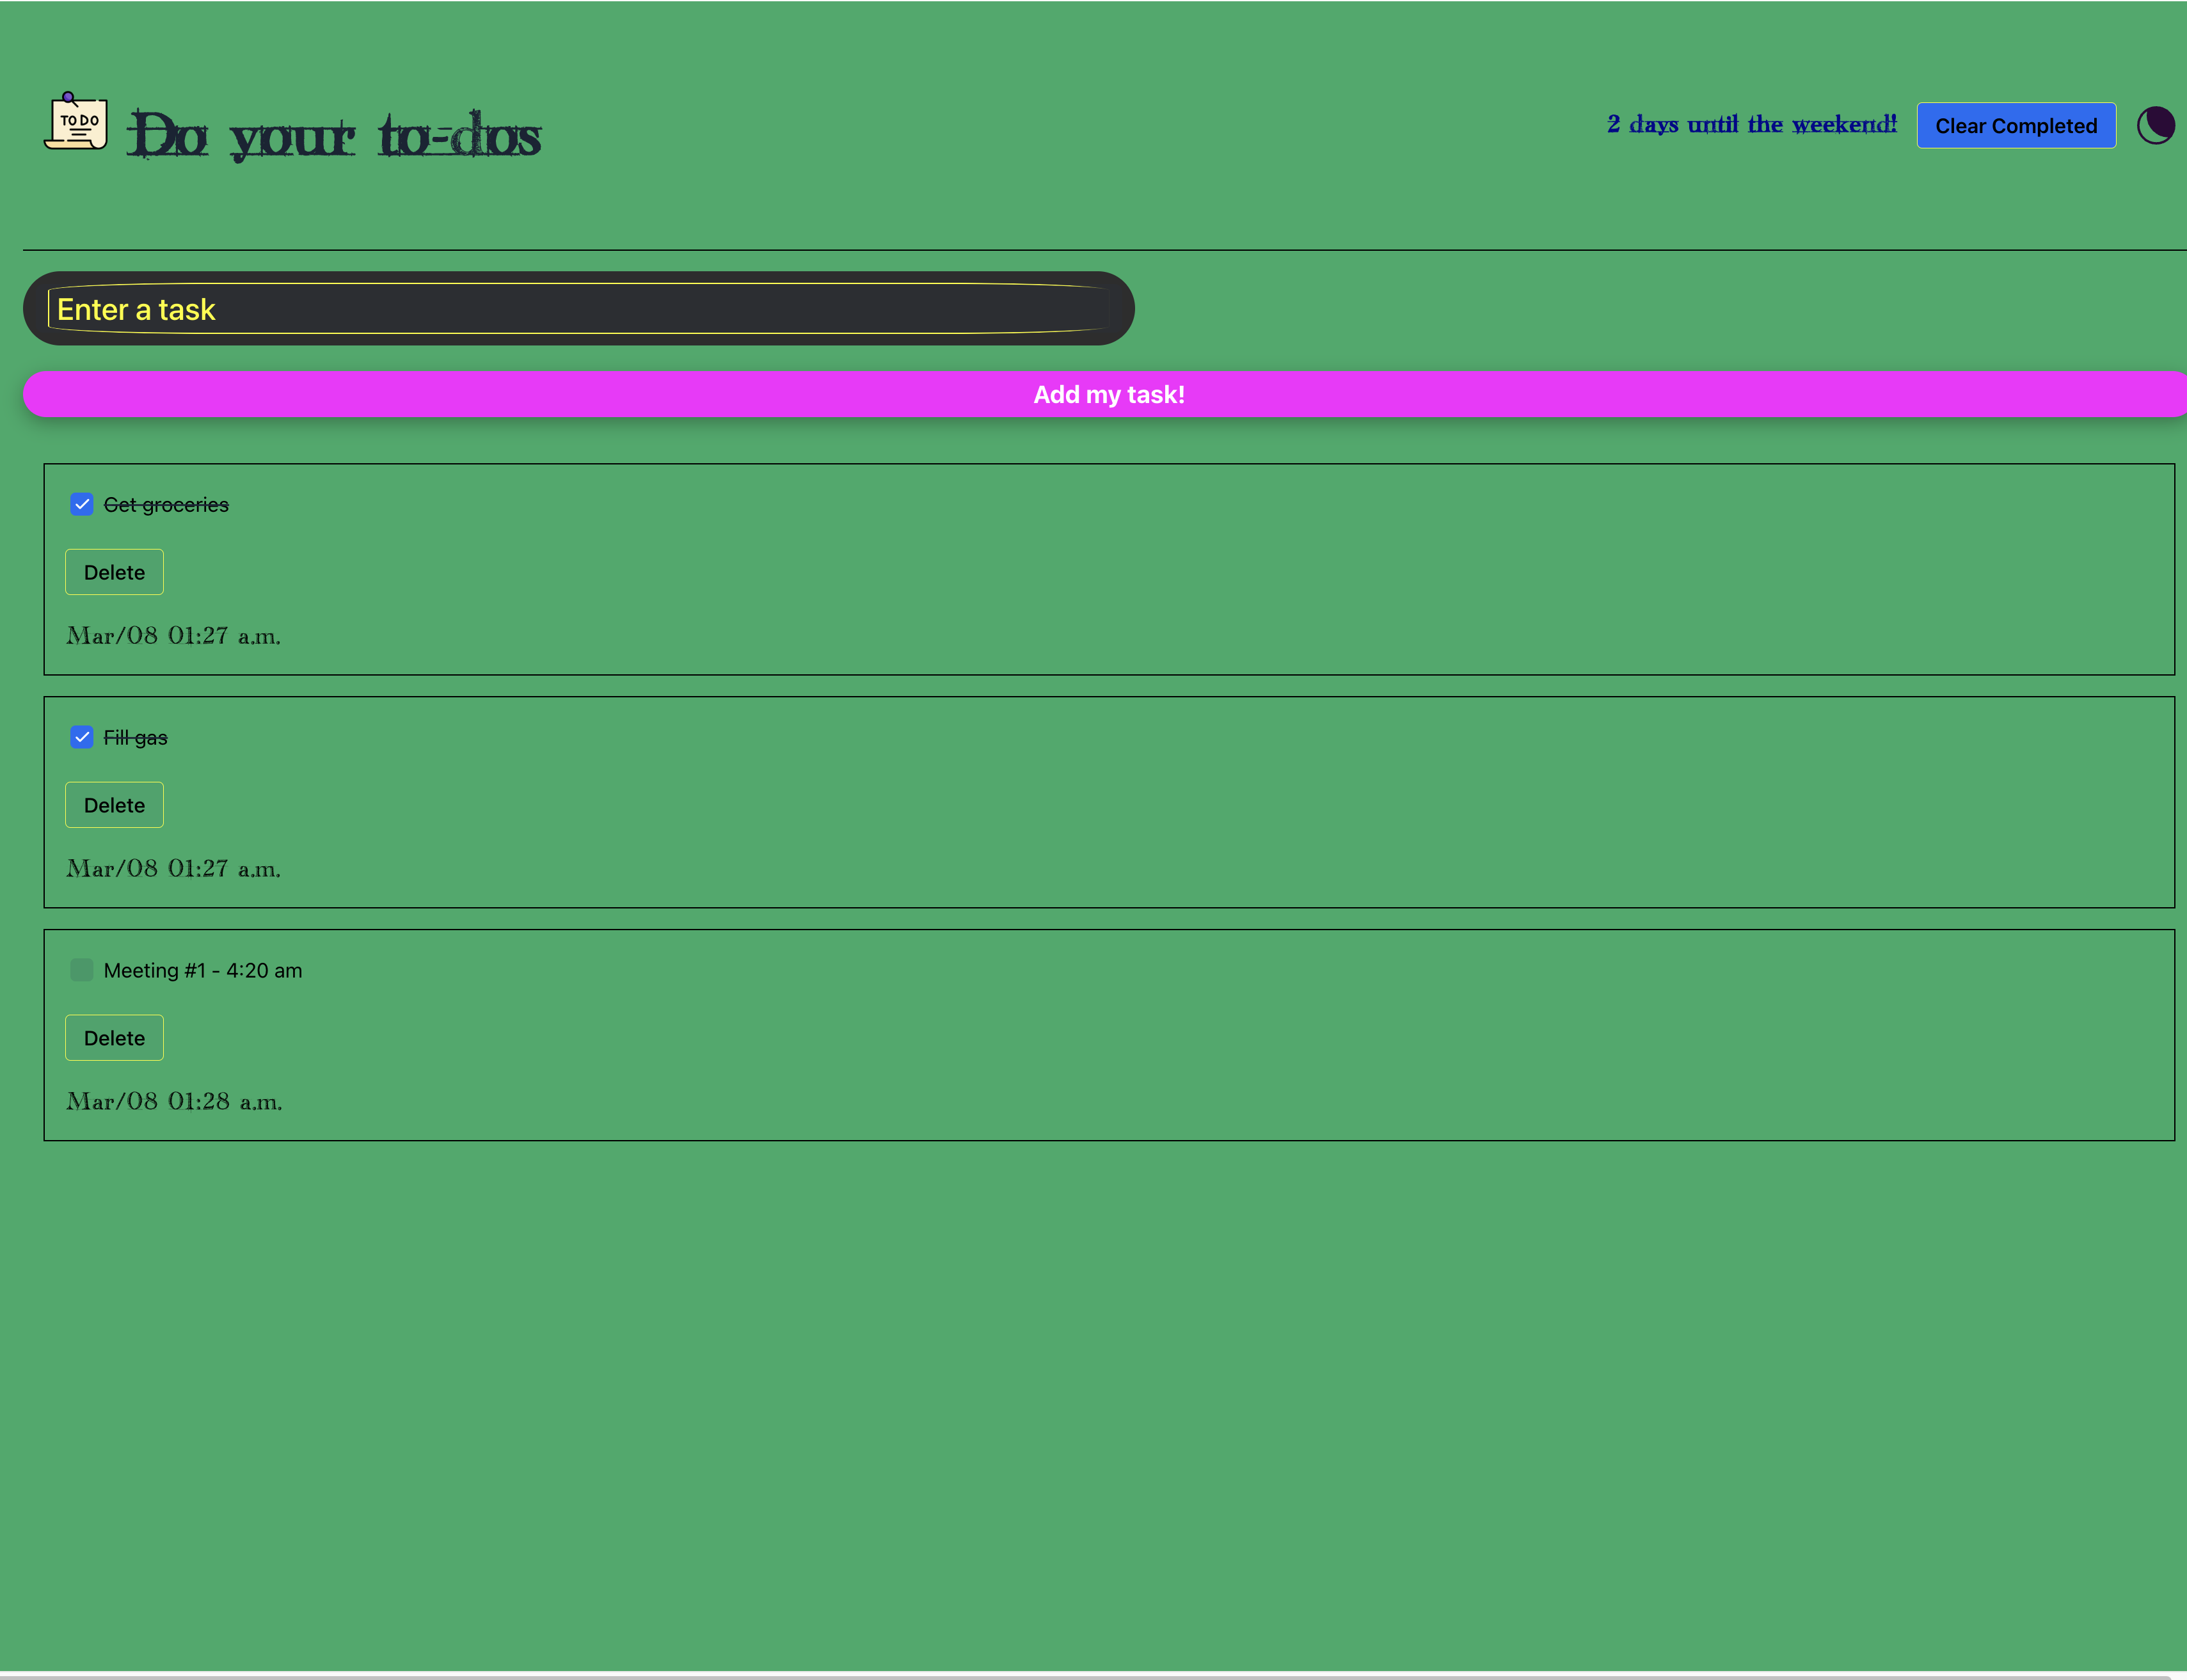 TO DO
Do your to-dos
2 days until the weekend!
Clear Completed
Enter a task
Add my task!
Get groceries
Delete
Mar/08 01:27 a.m.
Fill gas
Delete
Mar/08 01:27 a.m.
Meeting #1 - 4:20 am
Delete
Mar/08 01:28 a.m.